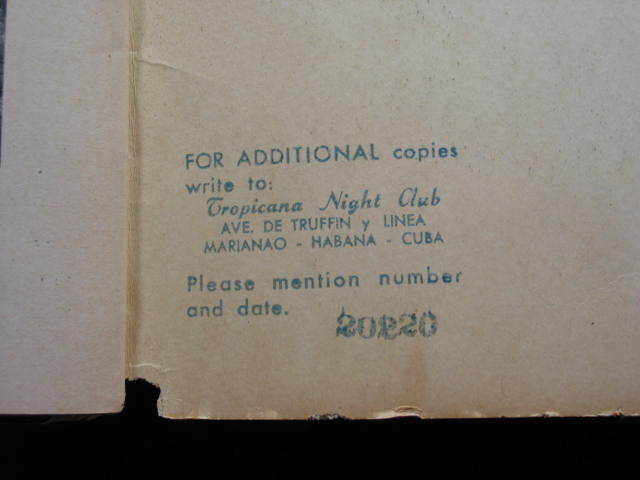 FOR ADDITIONAL copies
write to:
Tropicana Night Club
AVE. DE TRUFFIN y LINEA
MARIANAO - HABANA - CUBA
Please mention number
and date.
20220